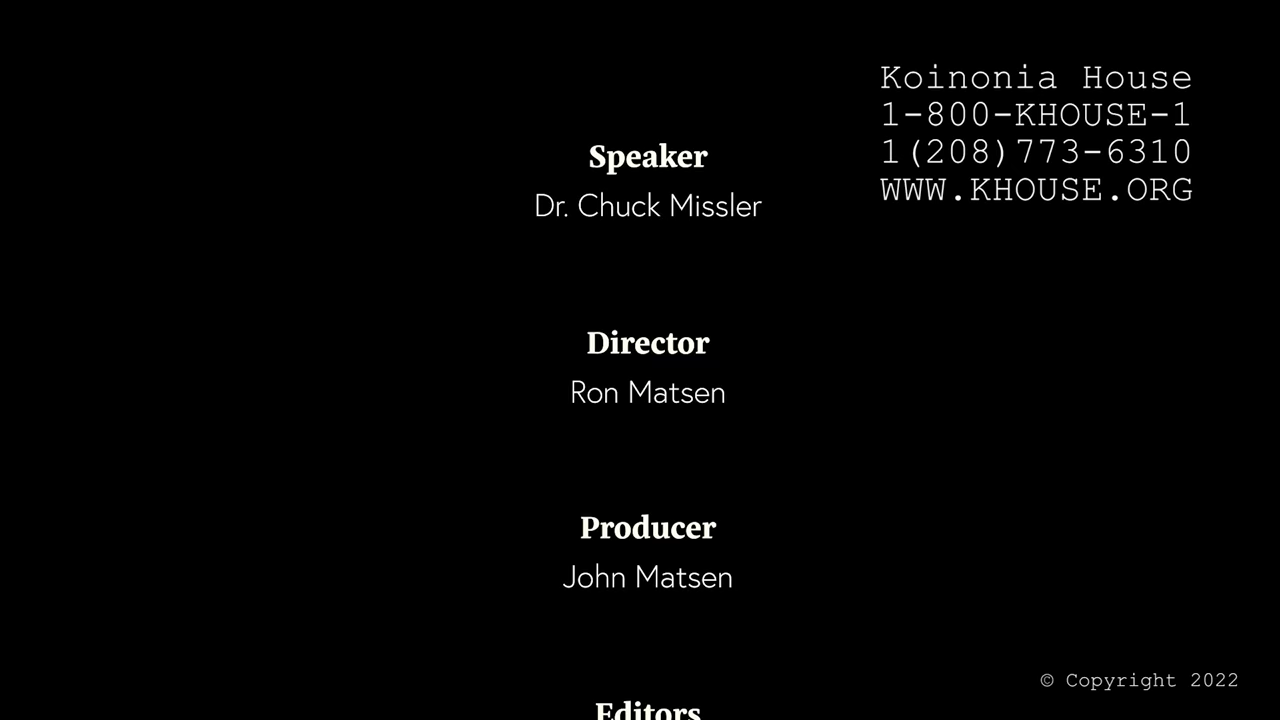 Koinonia House
1-800-KHOUSE-1
1(208)773-6310
WWW.KHOUSE.ORG
Speaker
Dr. Chuck Missler
Director
Ron Matsen
Producer
John Matsen
Editors
© Copyright 2022